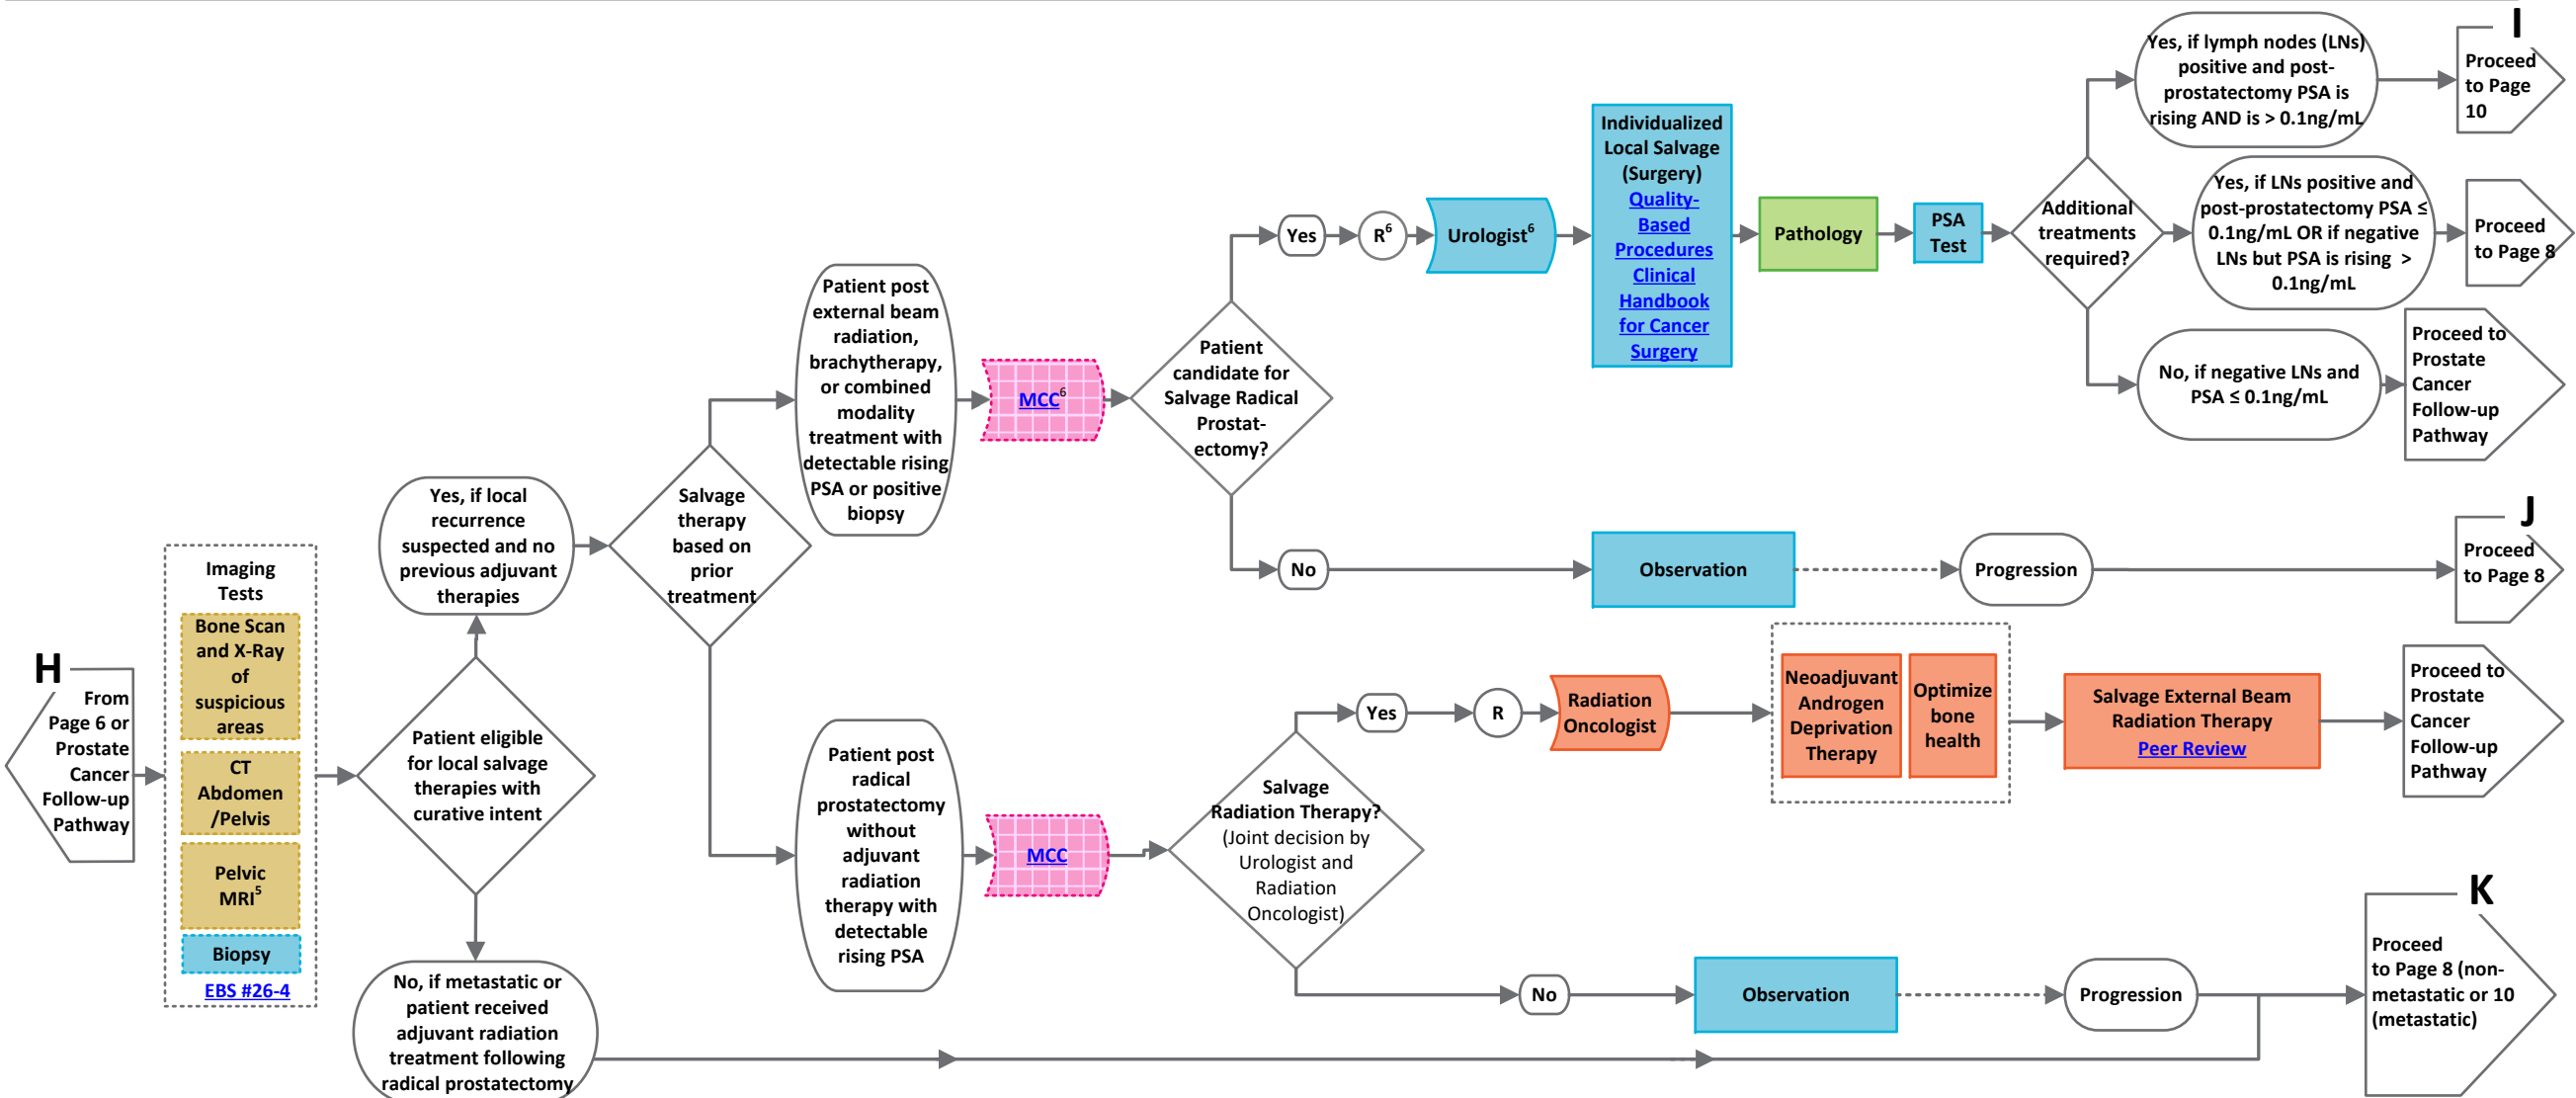 H
From
Page 6 or
Prostate
Cancer
Follow-up
Pathway
Imaging
Tests
Bone Scan
and X-Ray
of
suspicious
areas
CT
Abdomen
/Pelvis
Pelvic
MRI5
Biopsy
EBS #26-4
Patient eligible
for local salvage
therapies with
curative intent
Yes, if local
recurrence
suspected and no
previous adjuvant
therapies
No, if metastatic or
patient received
adjuvant radiation
treatment following
radical prostatectomy
Salvage
therapy
based on
prior
treatment
Patient post
external beam
radiation,
brachytherapy,
or combined
modality
treatment with
detectable rising
PSA or positive
biopsy
MCC6
Patient
candidate for
Salvage Radical
Prostat-
ectomy?
Yes
R6
Urologist6
Individualized
Local Salvage
(Surgery)
Quality-
Based
Procedures
Clinical
Handbook
for Cancer
Surgery
Pathology
PSA
Test
Additional
treatments
required?
Yes, if lymph nodes (LNs)
positive and post-
prostatectomy PSA is
rising AND is > 0.1ng/mL
I
Proceed
to Page
10
Yes, if LNs positive and
post-prostatectomy PSA ≤
0.1ng/mL OR if negative
LNs but PSA is rising >
0.1ng/mL
Proceed
to Page 8
No, if negative LNs and
PSA ≤ 0.1ng/mL
Proceed to
Prostate
Cancer
Follow-up
Pathway
No
Observation
Progression
J
Proceed
to Page 8
Patient post
radical
prostatectomy
without
adjuvant
radiation
therapy with
detectable
rising PSA
MCC
Salvage
Radiation Therapy?
(Joint decision by
Urologist and
Radiation
Oncologist)
Yes
R
Radiation
Oncologist
Neoadjuvant
Androgen
Deprivation
Therapy
Optimize
bone
health
Salvage External Beam
Radiation Therapy
Peer Review
Proceed to
Prostate
Cancer
Follow-up
Pathway
No
Observation
Progression
K
Proceed
to Page 8 (non-
metastatic or 10
(metastatic)